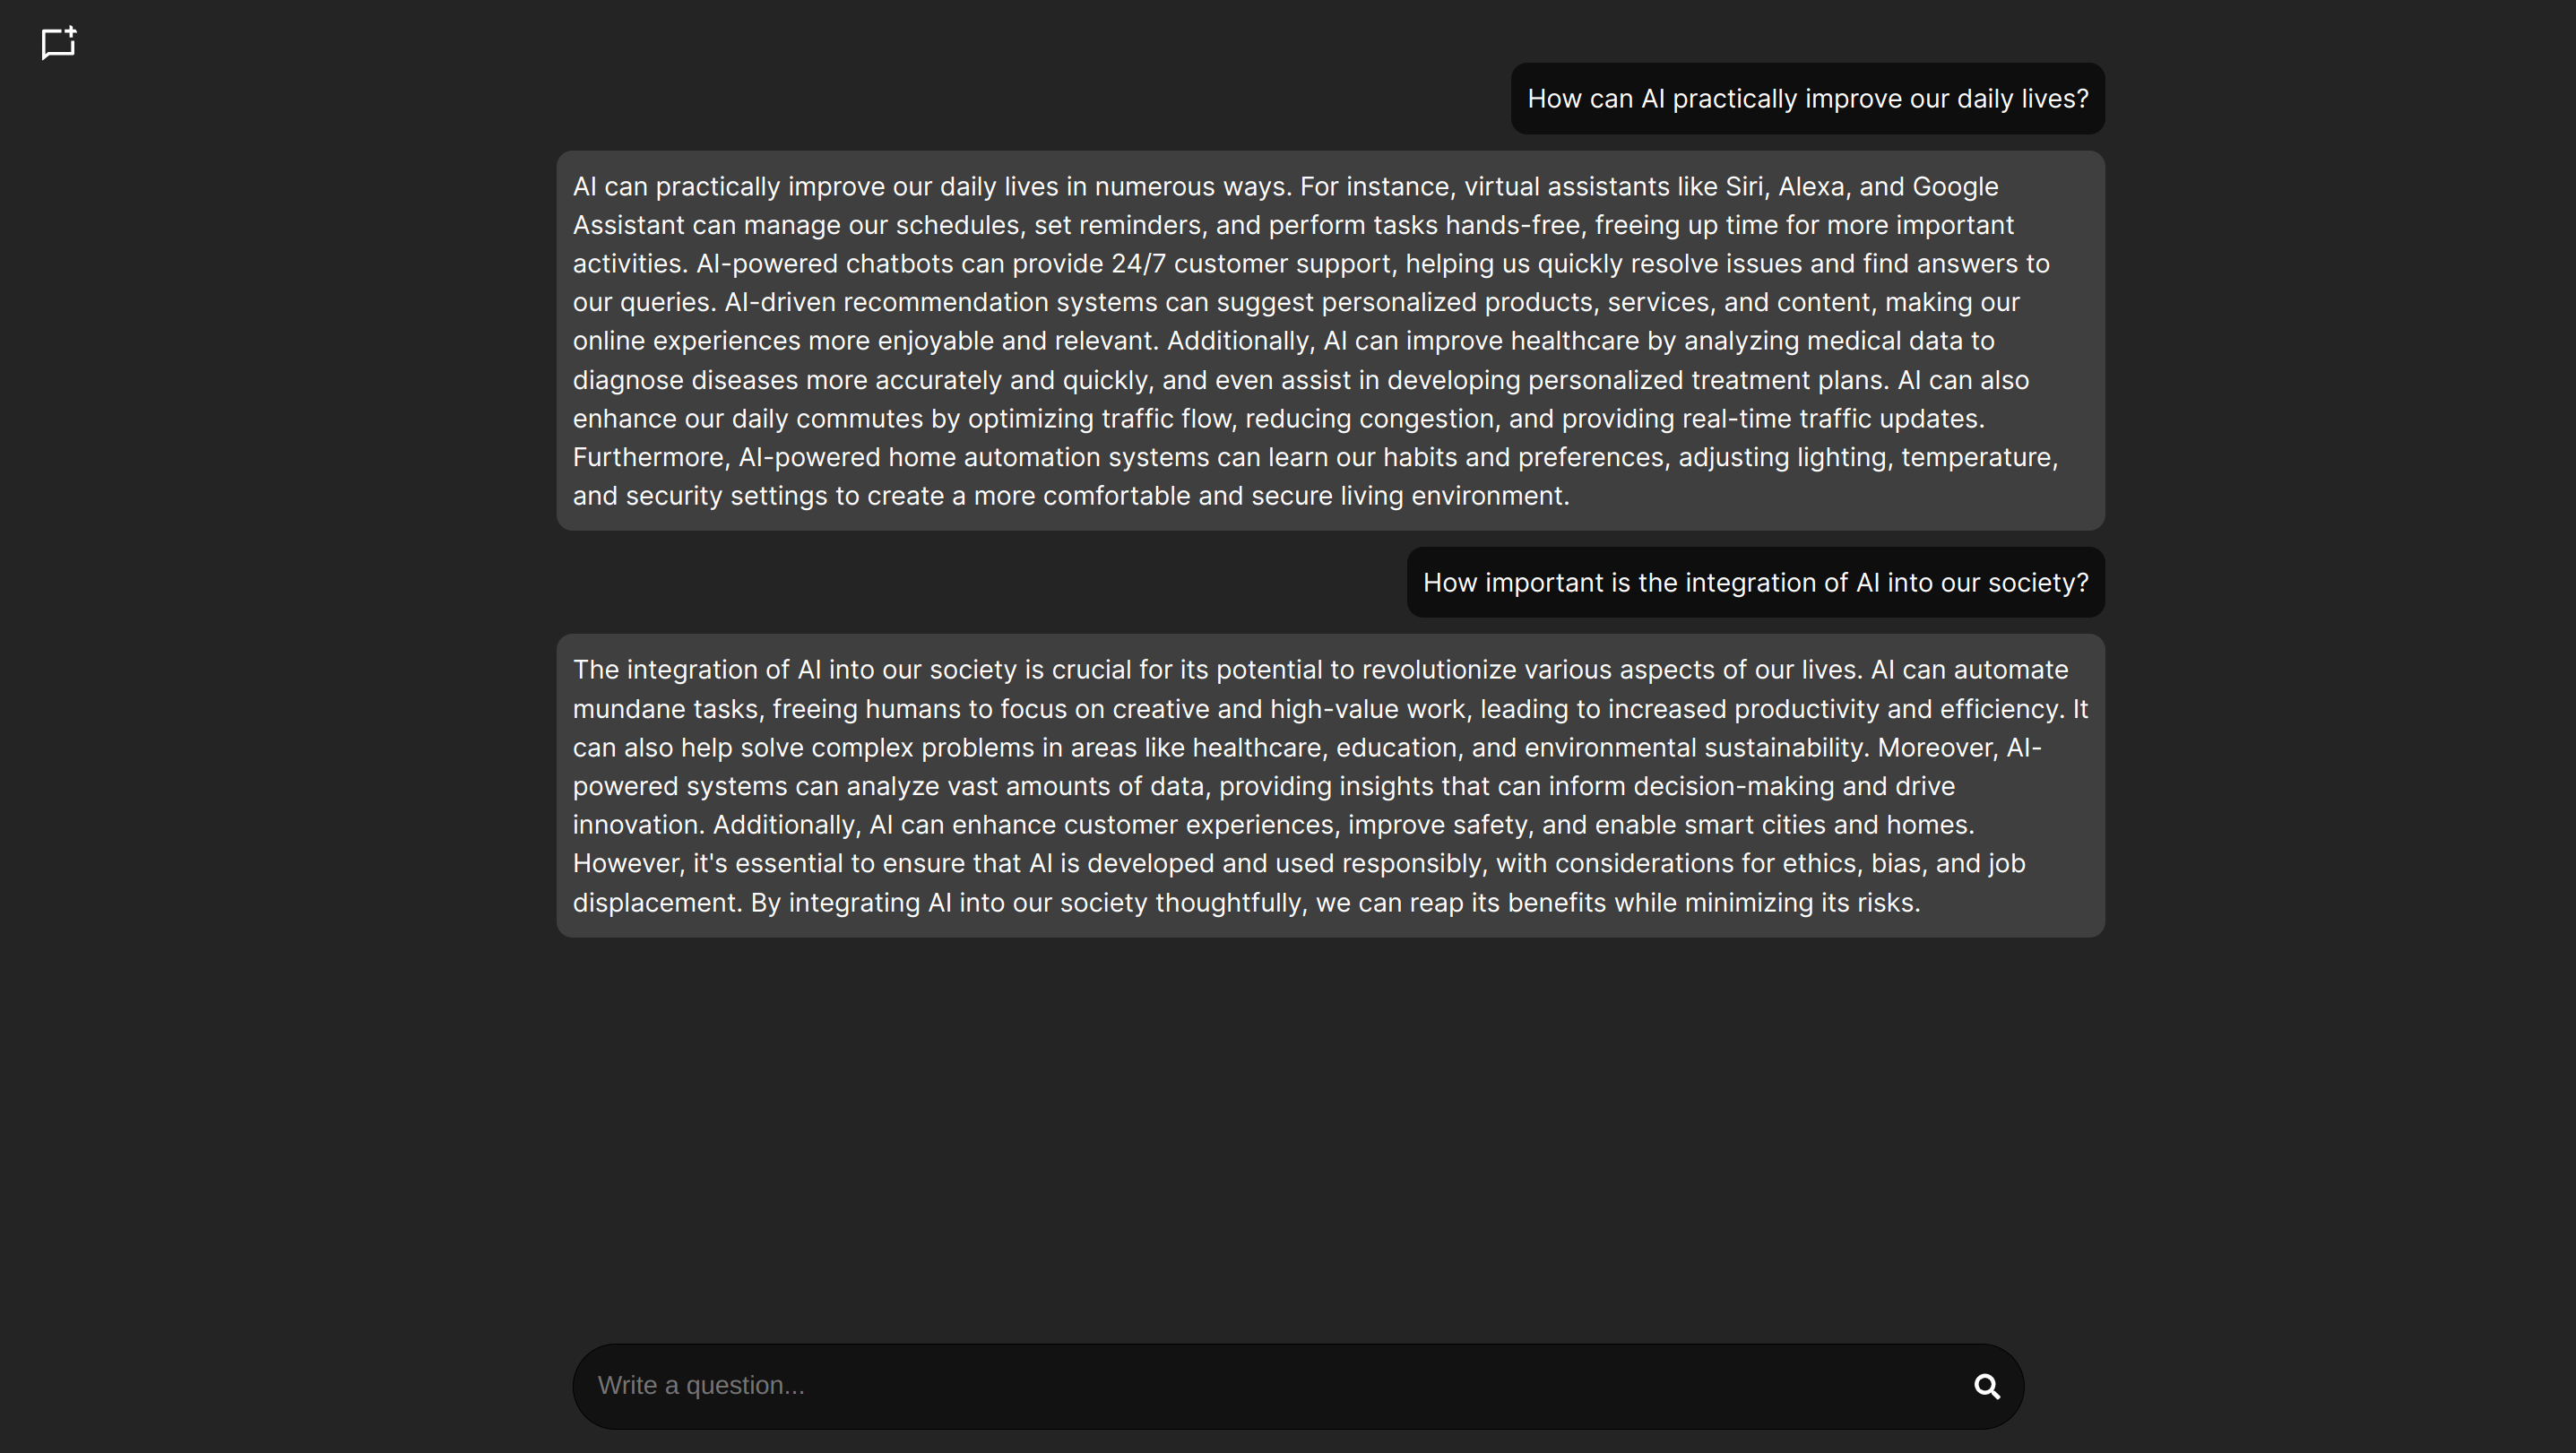 How can AI practically improve our daily lives?
AI can practically improve our daily lives in numerous ways. For instance, virtual assistants like Siri, Alexa, and Google
Assistant can manage our schedules, set reminders, and perform tasks hands-free, freeing up time for more important
activities. AI-powered chatbots can provide 24/7 customer support, helping us quickly resolve issues and find answers to
our queries. AI-driven recommendation systems can suggest personalized products, services, and content, making our
online experiences more enjoyable and relevant. Additionally, AI can improve healthcare by analyzing medical data to
diagnose diseases more accurately and quickly, and even assist in developing personalized treatment plans. AI can also
enhance our daily commutes by optimizing traffic flow, reducing congestion, and providing real-time traffic updates.
Furthermore, AI-powered home automation systems can learn our habits and preferences, adjusting lighting, temperature,
and security settings to create a more comfortable and secure living environment.
How important is the integration of AI into our society?
The integration of AI into our society is crucial for its potential to revolutionize various aspects of our lives. AI can automate
mundane tasks, freeing humans to focus on creative and high-value work, leading to increased productivity and efficiency. It
can also help solve complex problems in areas like healthcare, education, and environmental sustainability. Moreover, AI-
powered systems can analyze vast amounts of data, providing insights that can inform decision-making and drive
innovation. Additionally, AI can enhance customer experiences, improve safety, and enable smart cities and homes.
However, it's essential to ensure that AI is developed and used responsibly, with considerations for ethics, bias, and job
displacement. By integrating AI into our society thoughtfully, we can reap its benefits while minimizing its risks.
Write a question...